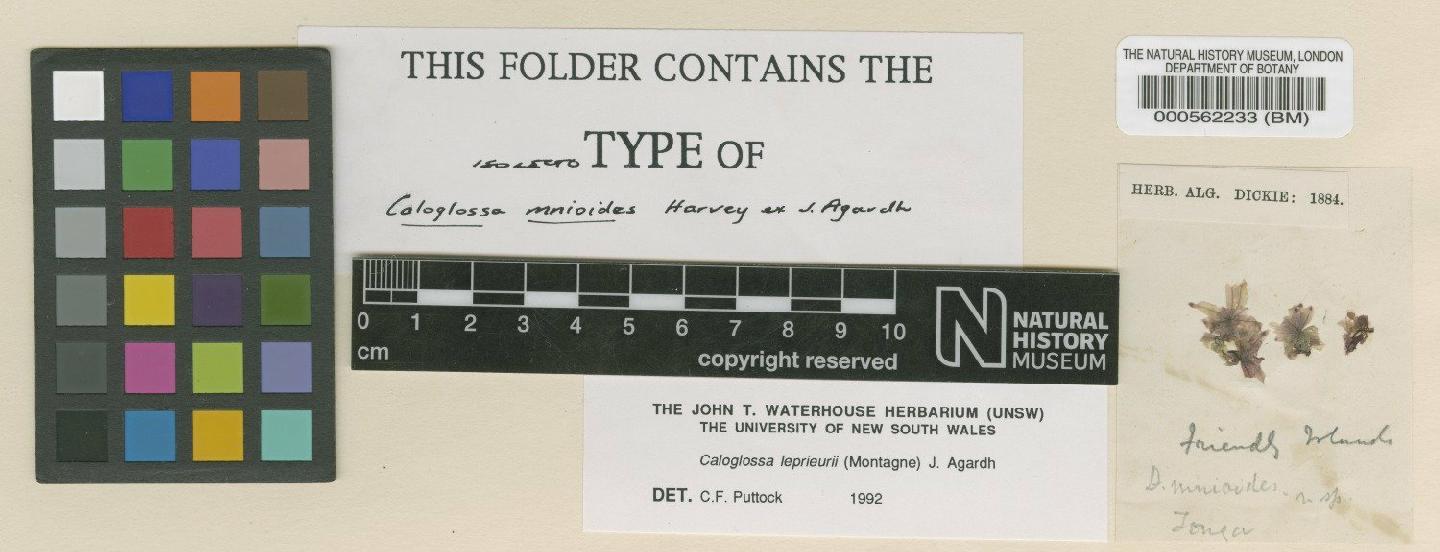 THIS FOLDER CONTAINS THE
ISOLECTO TYPE OF
Caloglossa mnioides Harvey ex J. Agardh
THE NATURAL HISTORY MUSEUM, LONDON
DEPARTMENT OF BOTANY
000562233 (BM)
HERB. ALG. DICKIE: 1884.
0 1 2 3 4 5 6 7 8 9 10
cm
copyright reserved
N
NATURAL
HISTORY
MUSEUM
THE JOHN T. WATERHOUSE HERBARIUM (UNSW)
THE UNIVERSITY OF NEW SOUTH WALES
Caloglossa leprieurii (Montagne) J. Agardh
DET. C.F. Puttock 1992
Friendly Islands
D. mnioides. n. sp.
Tonga